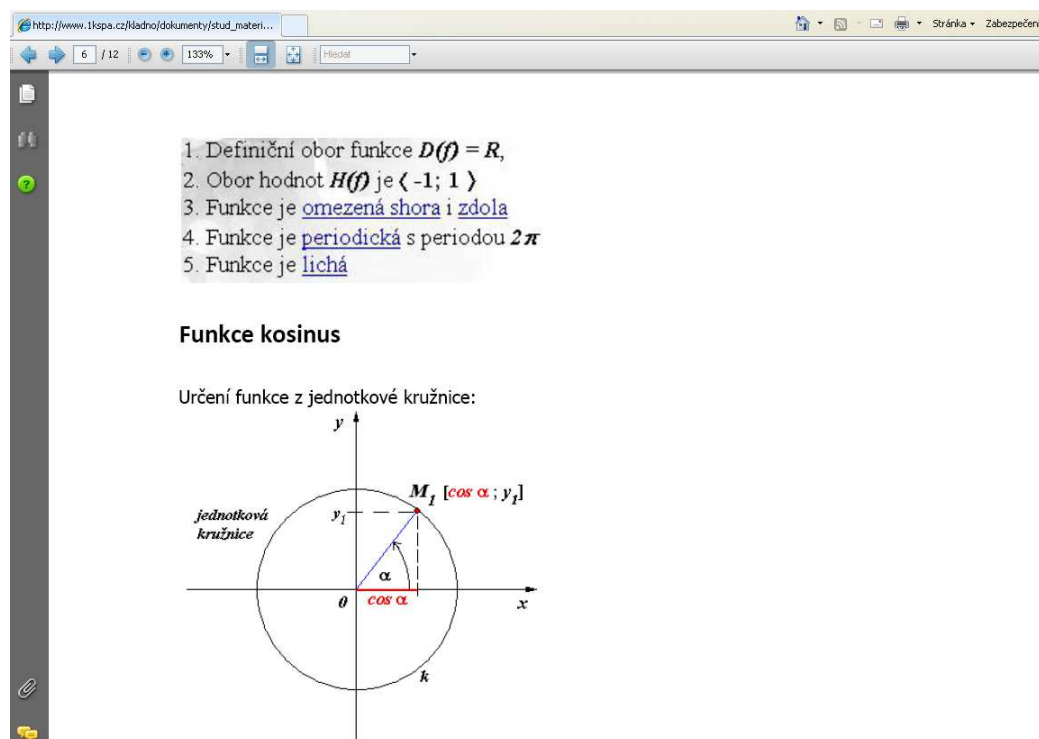 http://www.1kspa.cz/kladno/dokumenty/stud_materi...
Stránka
Zabezpečení
6 / 12
133%
Hledat
1. Definiční obor funkce D(f) = R,
2. Obor hodnot H(f) je ⟨ -1; 1 ⟩
3. Funkce je omezená shora i zdola
4. Funkce je periodická s periodou 2π
5. Funkce je lichá
Funkce kosinus
Určení funkce z jednotkové kružnice:
y
M₁ [cos α ; y₁]
jednotková
kružnice
y₁
α
0
cos α
x
k